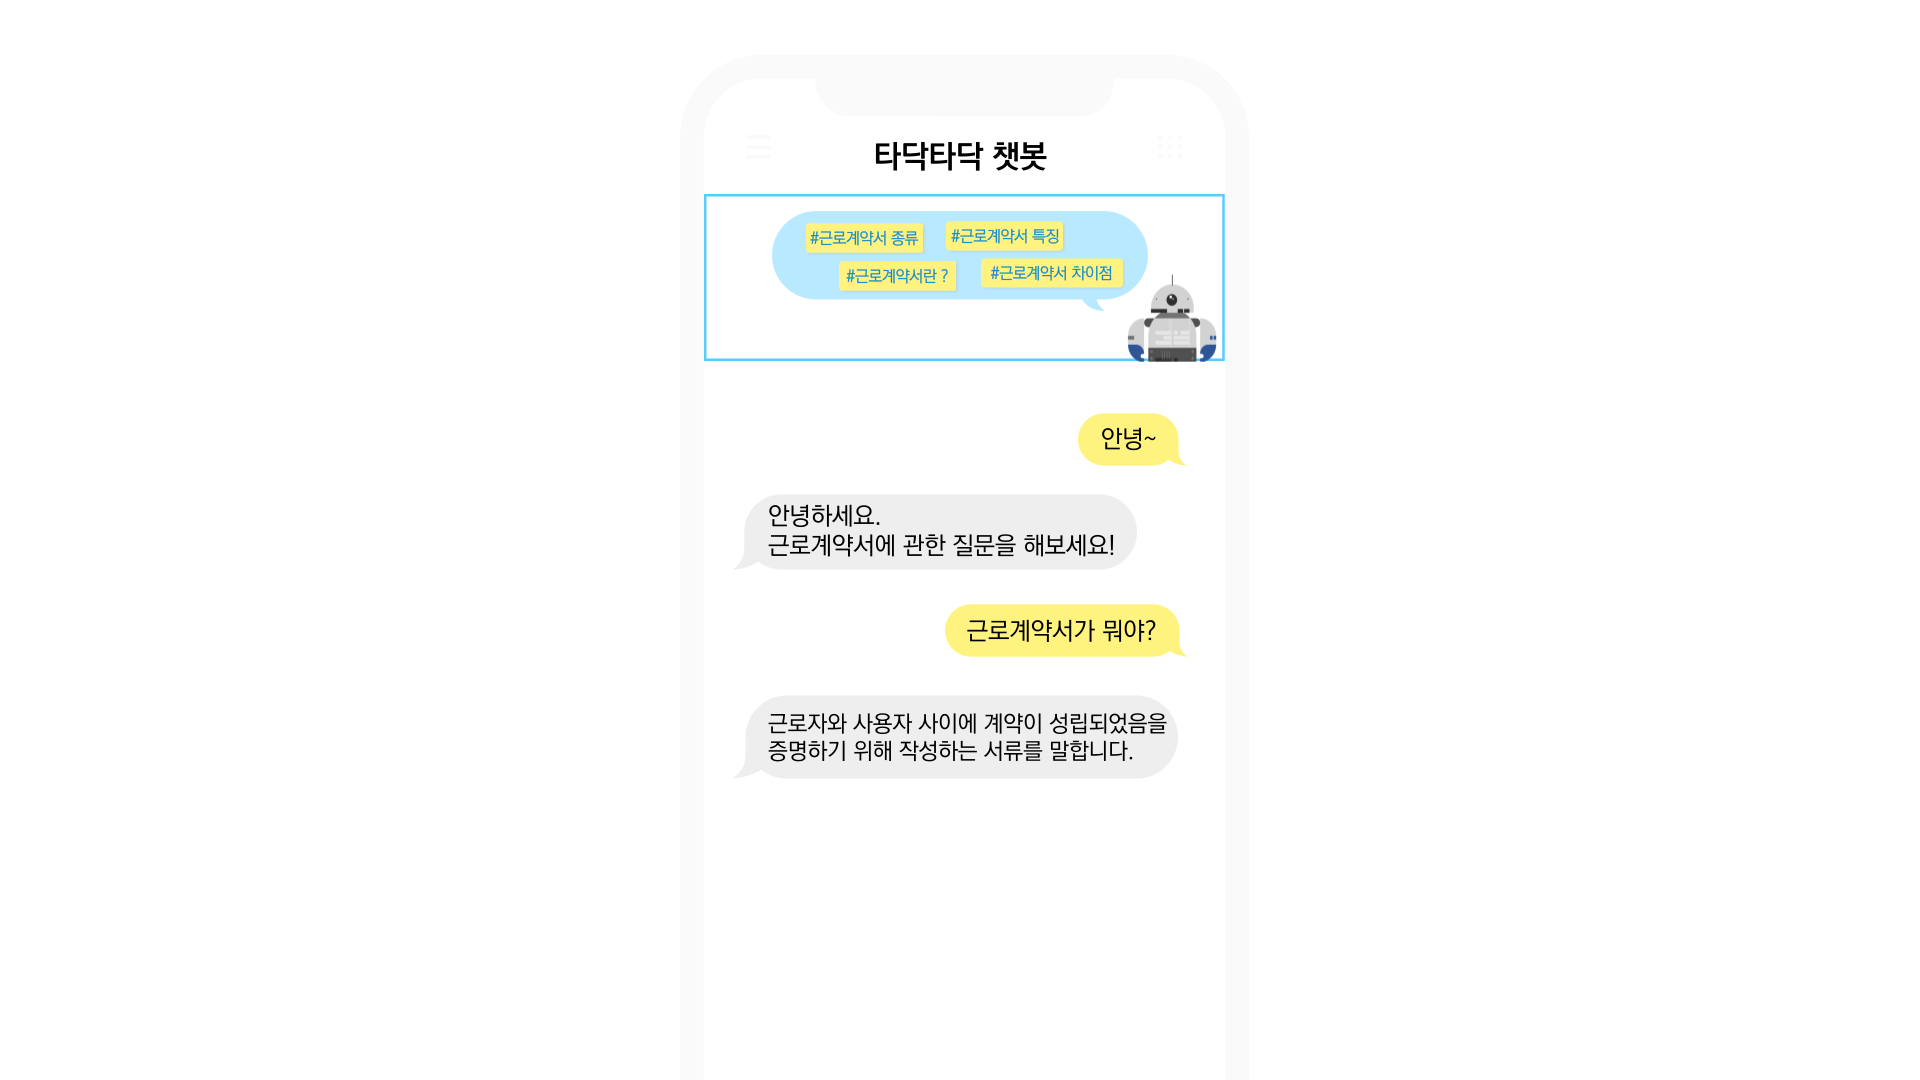 타닥타닥 챗봇
#근로계약서 종류
#근로계약서 특징
#근로계약서란 ?
#근로계약서 차이점
안녕~
안녕하세요.
근로계약서에 관한 질문을 해보세요!
근로계약서가 뭐야?
근로자와 사용자 사이에 계약이 성립되었음을
증명하기 위해 작성하는 서류를 말합니다.